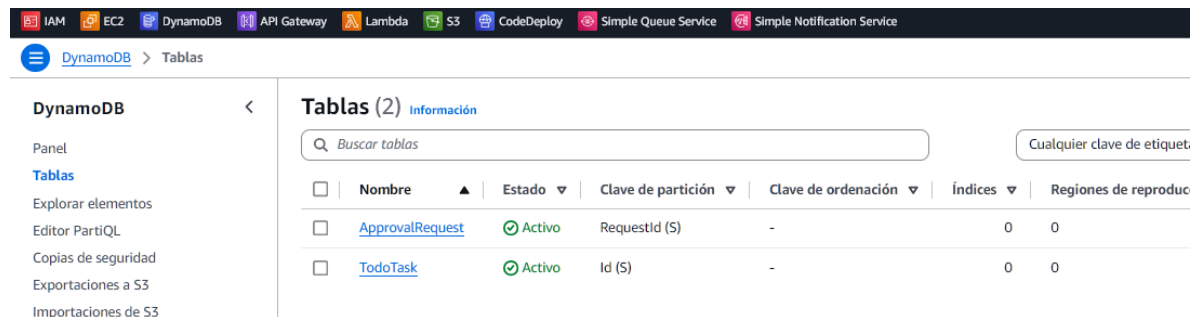 IAM EC2 DynamoDB API Gateway Lambda S3 CodeDeploy Simple Queue Service Simple Notification Service
DynamoDB > Tablas
DynamoDB
Panel
Tablas
Explorar elementos
Editor PartiQL
Copias de seguridad
Exportaciones a S3
Importaciones de S3
Tablas (2) Información
Buscar tablas
Cualquier clave de etiqueta
Nombre Estado Clave de partición Clave de ordenación Índices Regiones de reproduc
ApprovalRequest Activo RequestId (S) - 0 0
TodoTask Activo Id (S) - 0 0